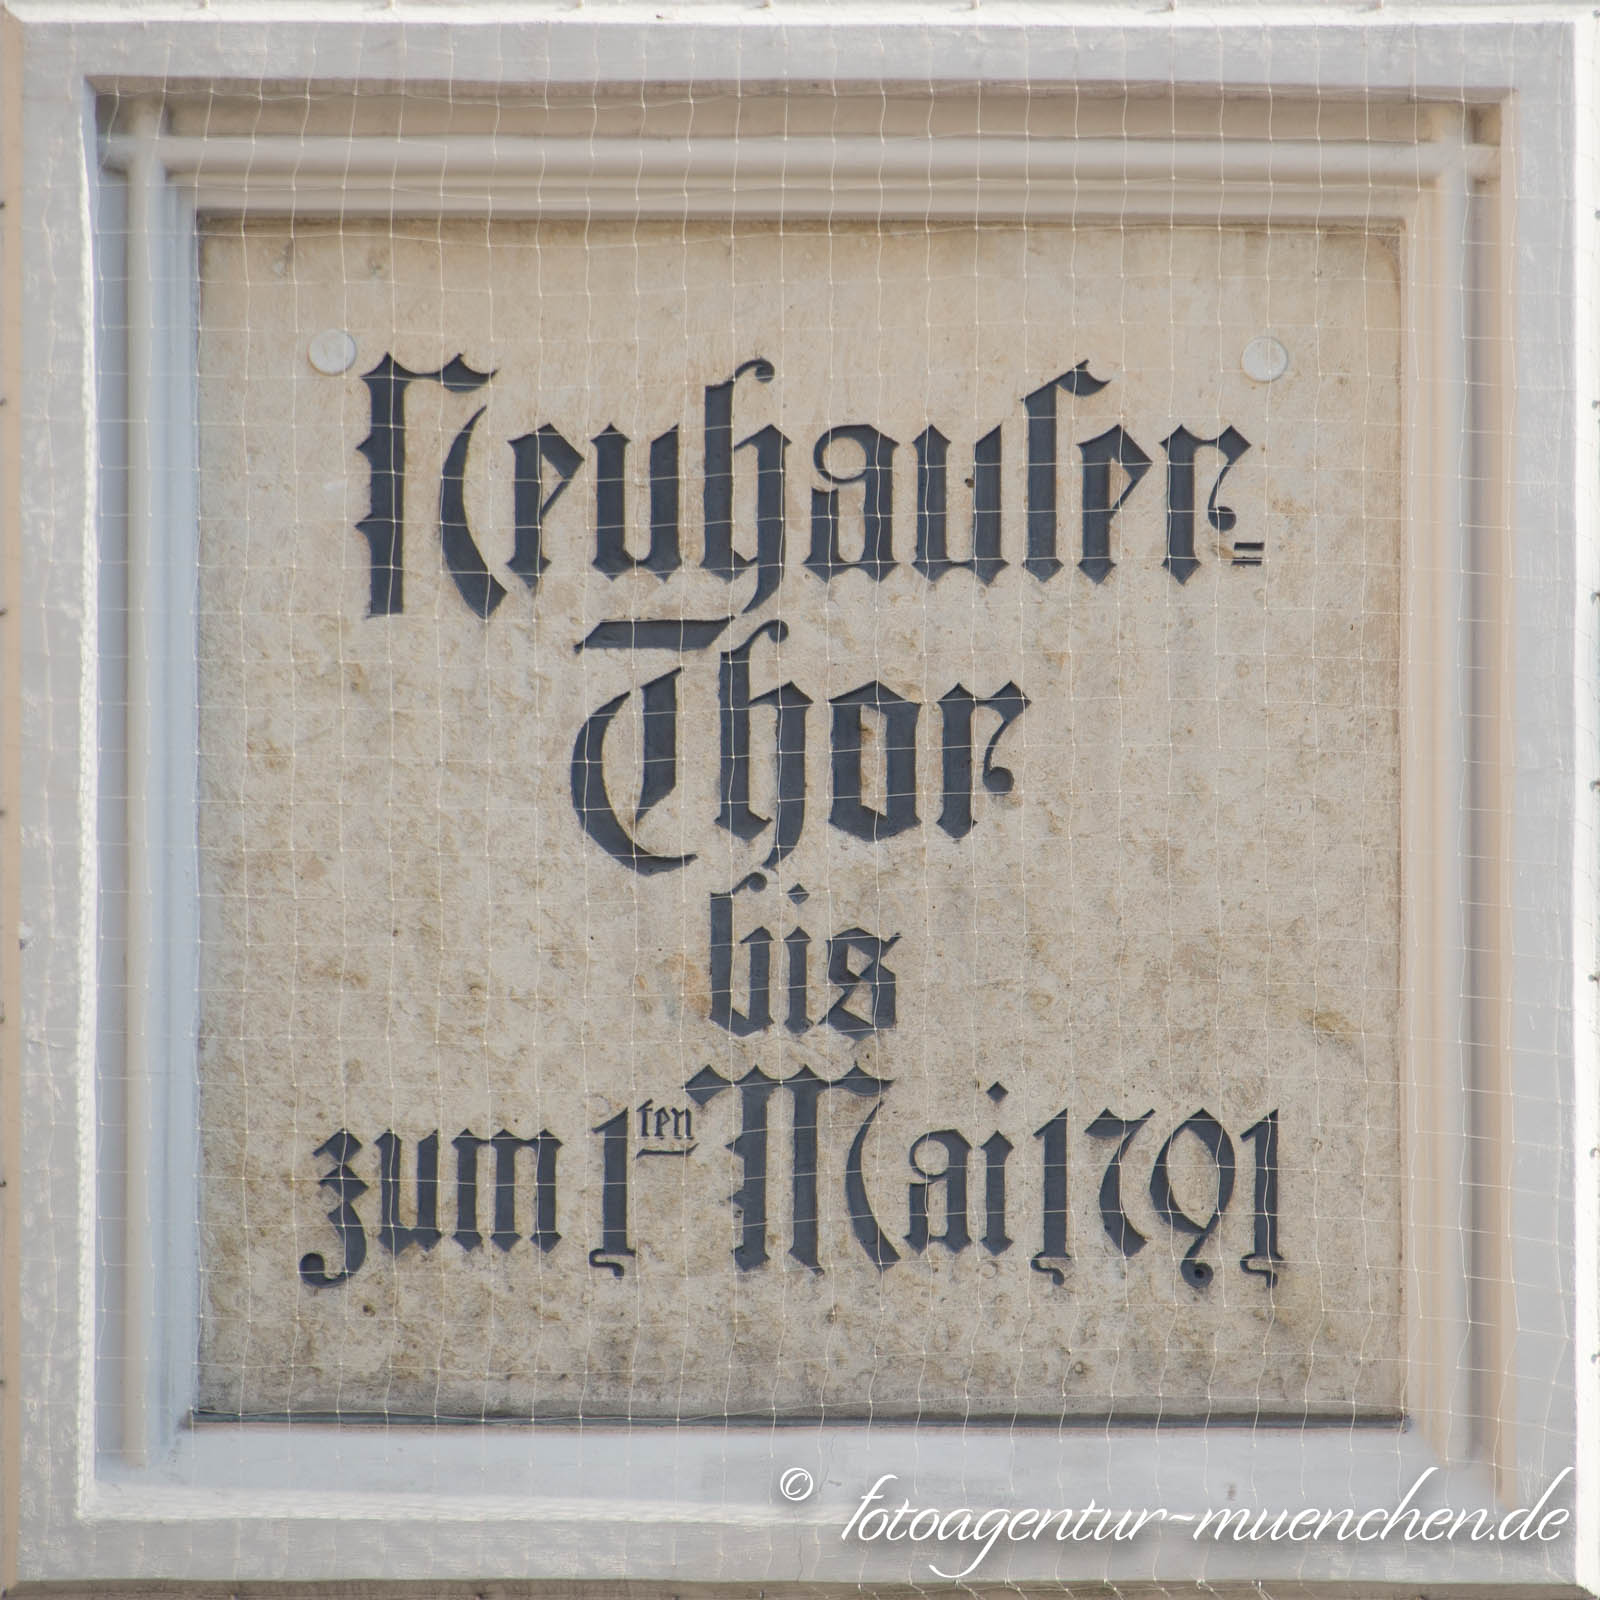 Neuhauſer=
Thor
bis
zum 1ten Mai 1791
© fotoagentur-muenchen.de